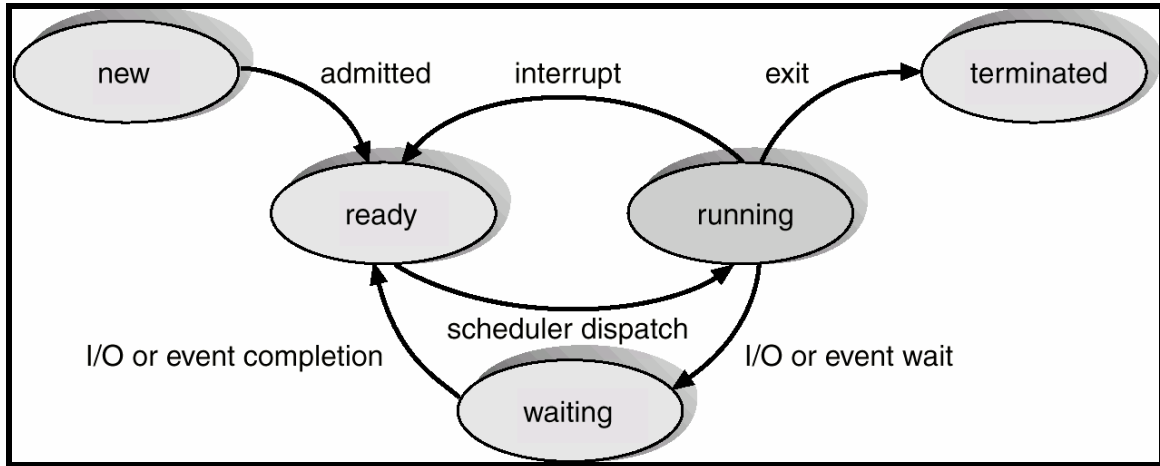 new
admitted
interrupt
exit
terminated
ready
running
scheduler dispatch
I/O or event completion
I/O or event wait
waiting